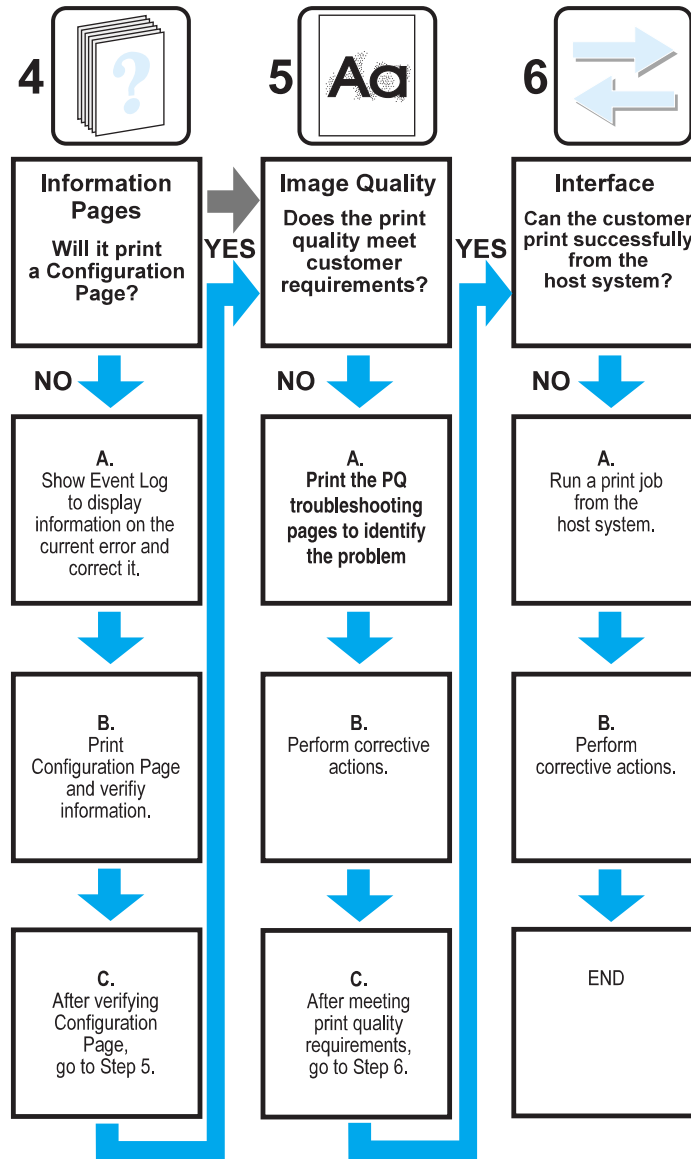 4
?
Information
Pages
Will it print
a Configuration
Page?
NO
A.
Show Event Log
to display
information on the
current error and
correct it.
B.
Print
Configuration Page
and verifiy
information.
C.
After verifying
Configuration
Page,
go to Step 5.
YES
5
Aa
Image Quality
Does the print
quality meet
customer
requirements?
NO
A.
Print the PQ
troubleshooting
pages to identify
the problem
B.
Perform corrective
actions.
C.
After meeting
print quality
requirements,
go to Step 6.
YES
6
Interface
Can the customer
print successfully
from the
host system?
NO
A.
Run a print job
from the
host system.
B.
Perform
corrective actions.
END